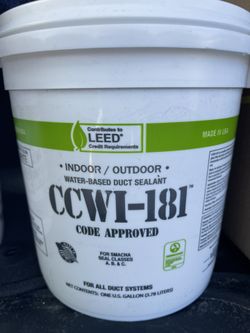 Contributes to
LEED®
Credit Requirements
MADE IN USA
• INDOOR / OUTDOOR •
WATER-BASED DUCT SEALANT
CCWI-181™
CODE APPROVED
FOR SMACNA
SEAL CLASSES
A, B, & C.
FOR ALL DUCT SYSTEMS
NET CONTENTS: ONE U.S. GALLON (3.78 LITERS)